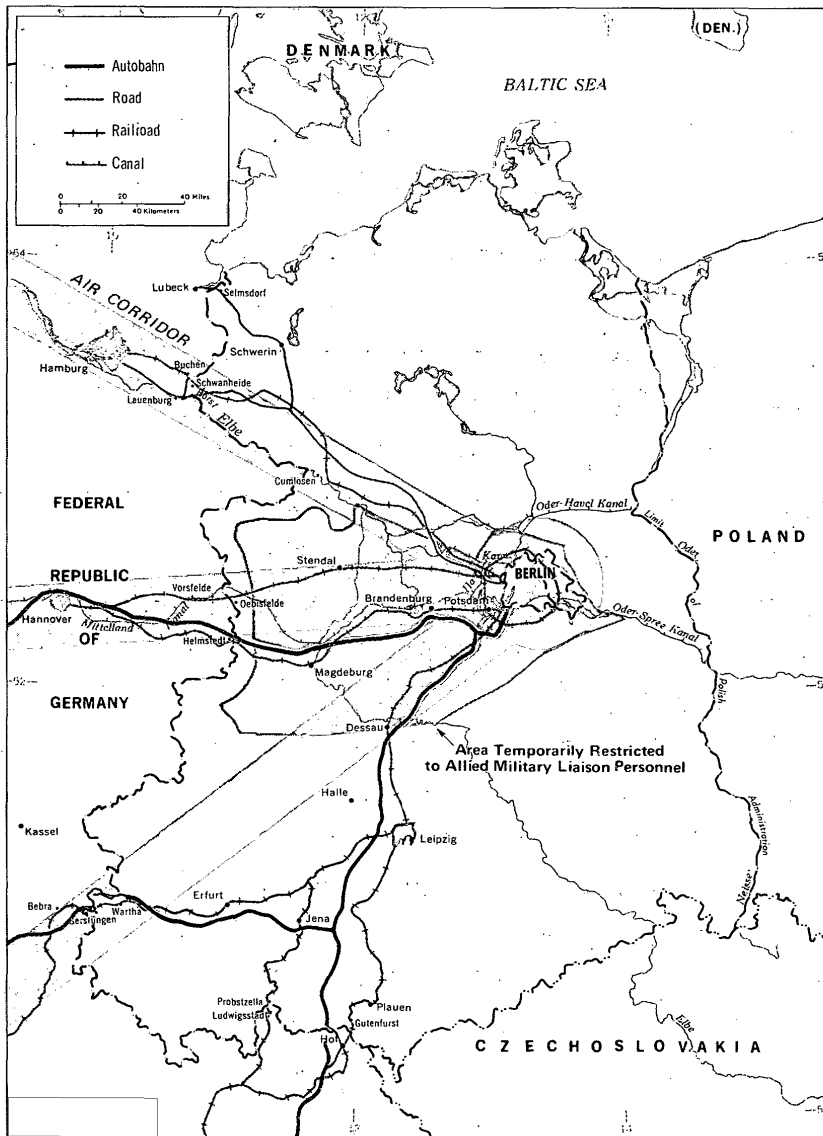 DENMARK
(DEN.)
BALTIC SEA
Autobahn
Road
Railroad
Canal
0 20 40 Miles
0 20 40 Kilometers
54
AIR CORRIDOR
Lubeck
Selmsdorf
Schwerin
Hamburg
Buchen
Schwanheide
Lauenburg
Horst
Elbe
Cumlosen
FEDERAL
REPUBLIC
OF
GERMANY
Oder-Havel Kanal
Limit of
Oder
POLAND
Stendal
BERLIN
Vorsfelde
Oebisfelde
Brandenburg
Potsdam
Hannover
Mittelland
Helmstedt
Oder-Spree Kanal
Magdeburg
52
Polish
Dessau
Area Temporarily Restricted
to Allied Military Liaison Personnel
Halle
Administration
Kassel
Leipzig
Neisse
Bebra
Gerstungen
Wartha
Erfurt
Jena
Probstzella
Ludwigsstadt
Plauen
Gutenfurst
Hof
Elbe
CZECHOSLOVAKIA